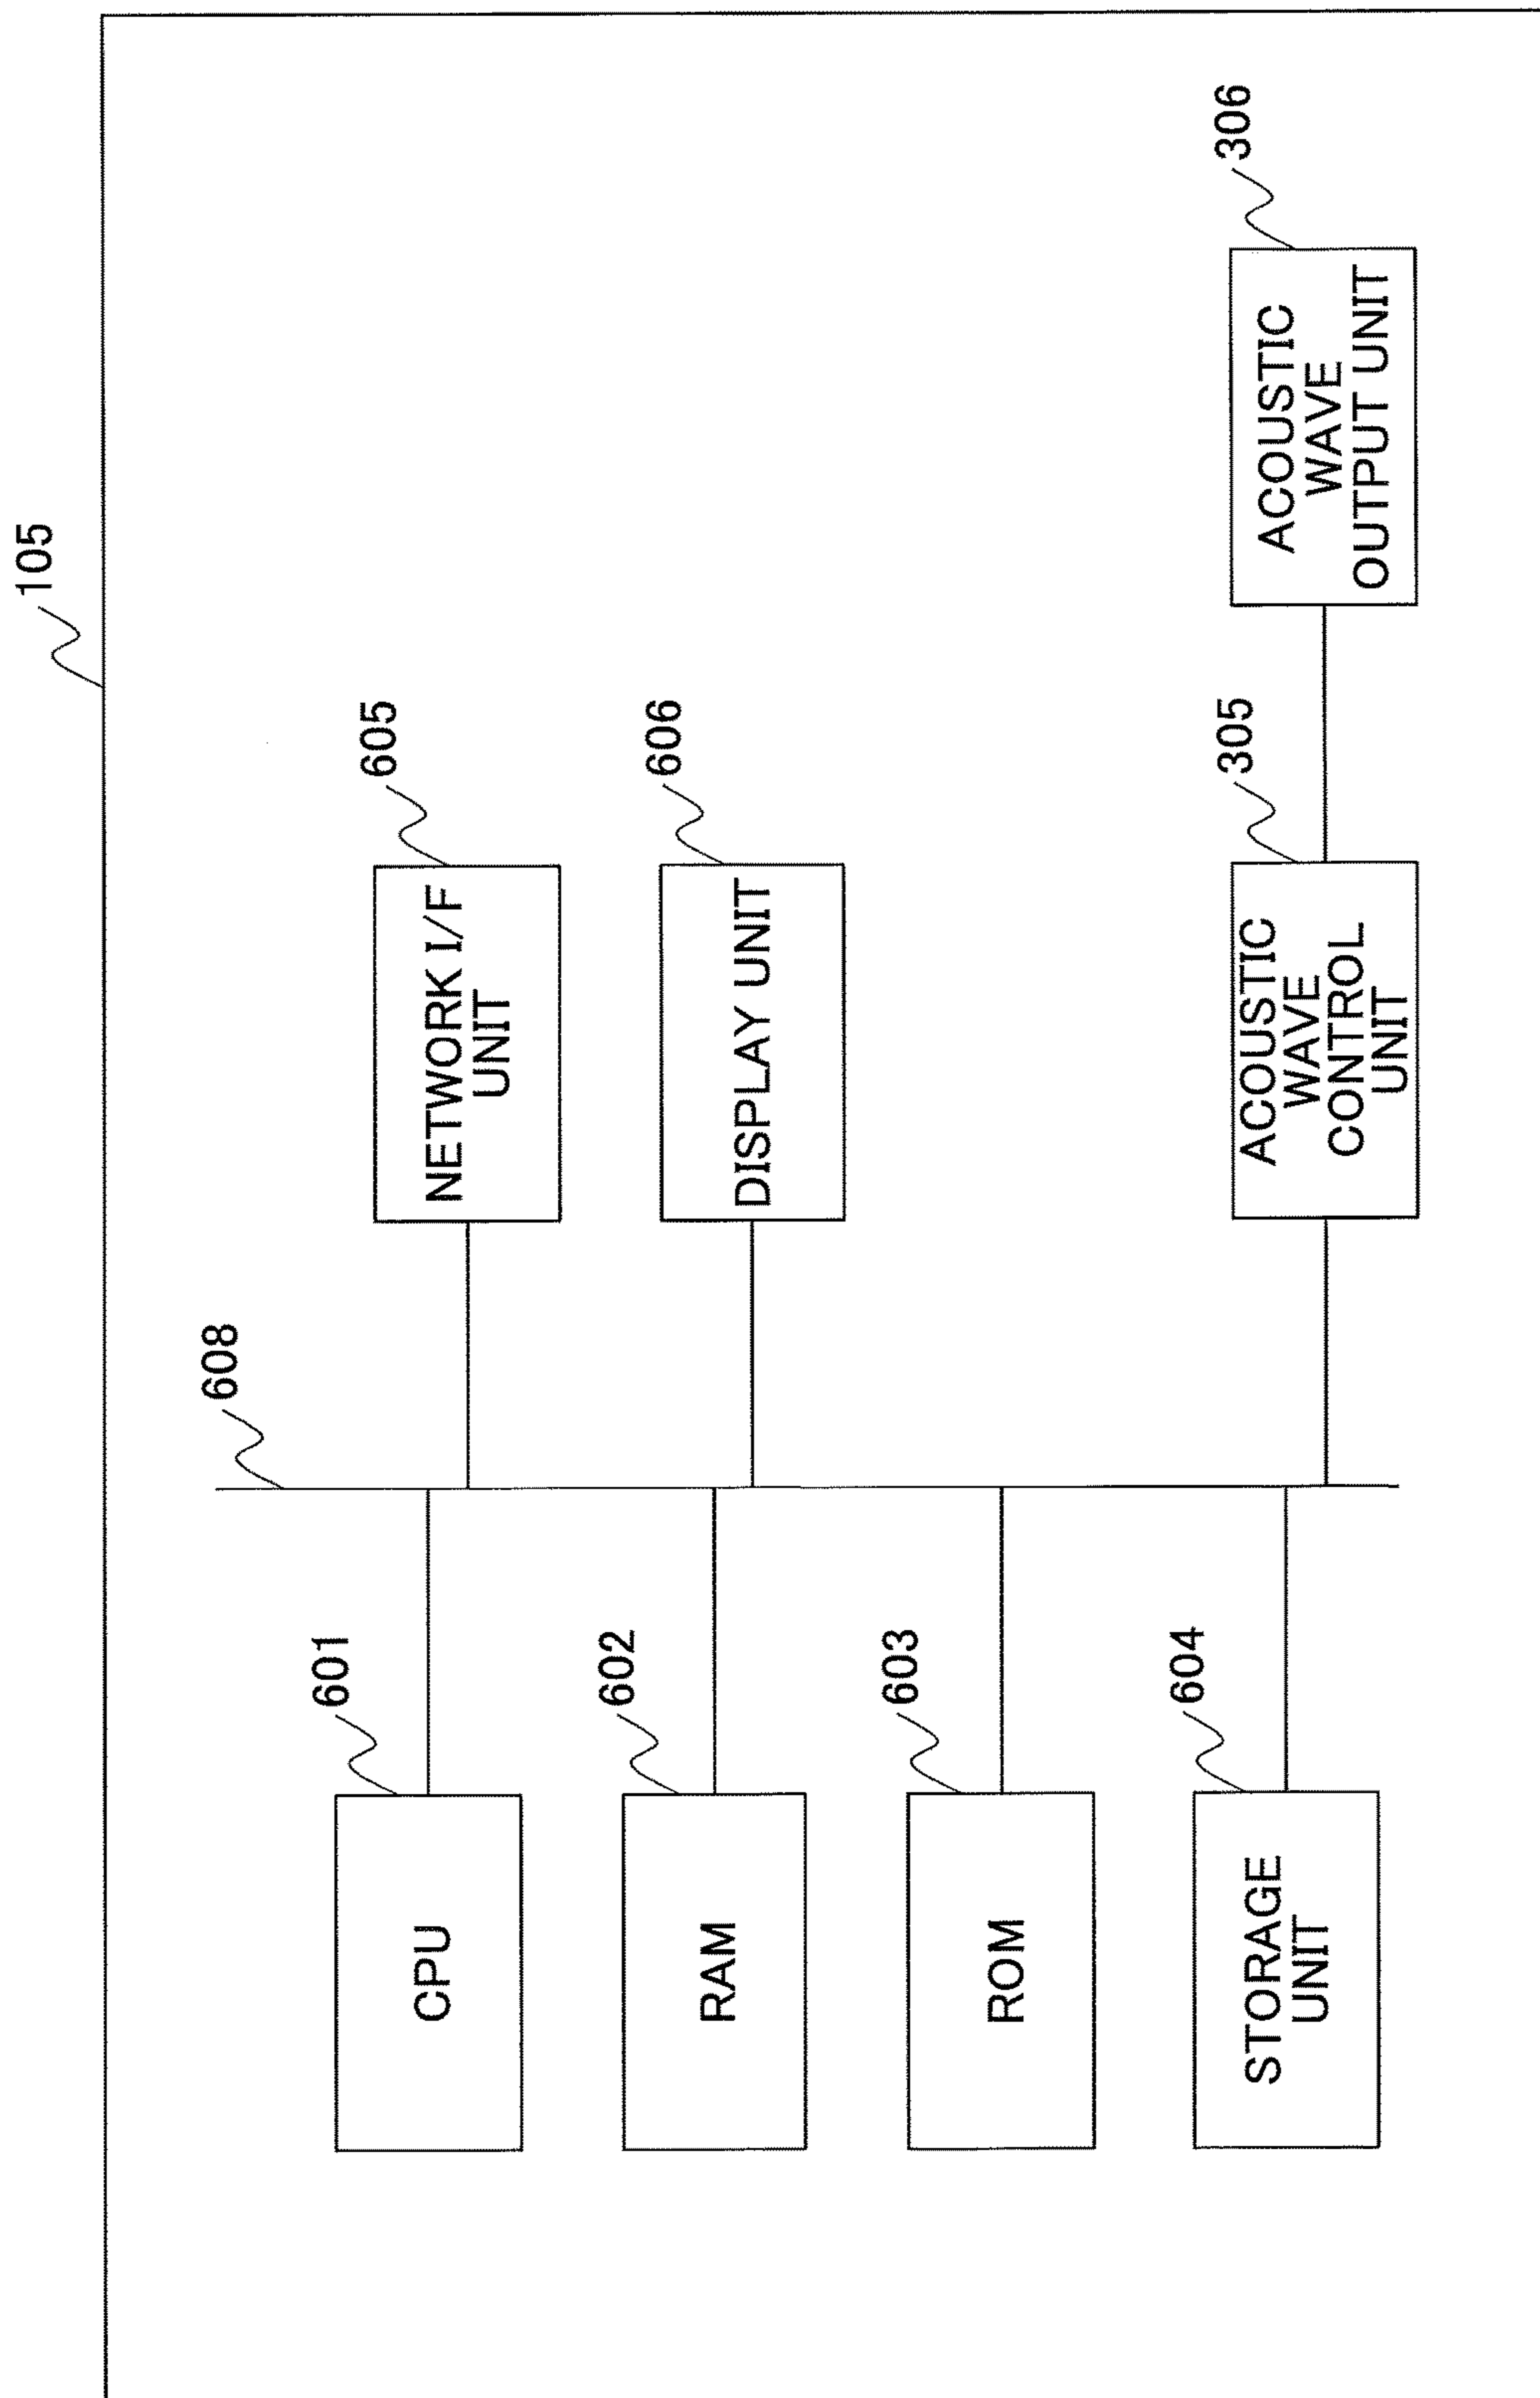 105
608
601
CPU
605
NETWORK I/F
UNIT
602
RAM
606
DISPLAY UNIT
603
ROM
604
STORAGE
UNIT
305
ACOUSTIC
WAVE
CONTROL
UNIT
306
ACOUSTIC
WAVE
OUTPUT UNIT